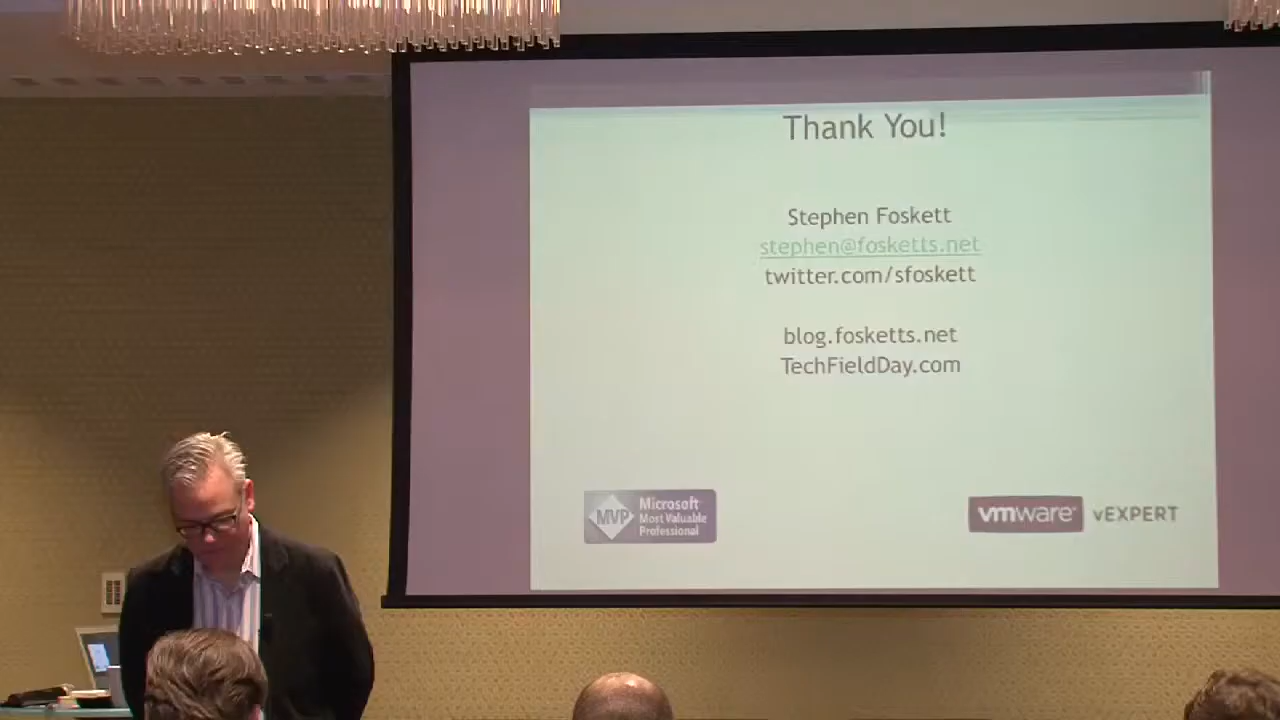 Thank You!
Stephen Foskett
stephen@fosketts.net
twitter.com/sfoskett
blog.fosketts.net
TechFieldDay.com
MVP
Microsoft
Most Valuable
Professional
vmware vEXPERT